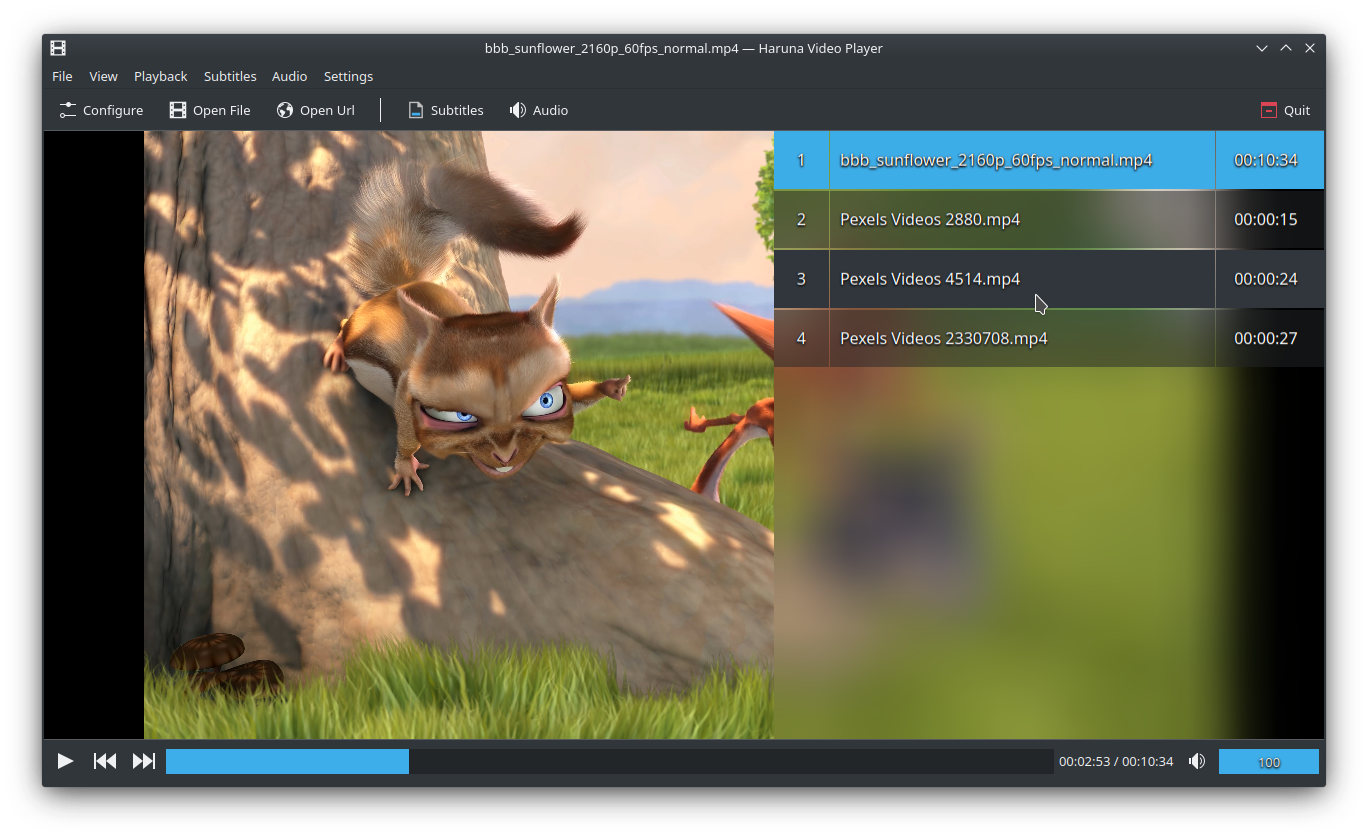 bbb_sunflower_2160p_60fps_normal.mp4 — Haruna Video Player
File View Playback Subtitles Audio Settings
Configure Open File Open Url Subtitles Audio Quit
1 bbb_sunflower_2160p_60fps_normal.mp4 00:10:34
2 Pexels Videos 2880.mp4 00:00:15
3 Pexels Videos 4514.mp4 00:00:24
4 Pexels Videos 2330708.mp4 00:00:27
00:02:53 / 00:10:34 100